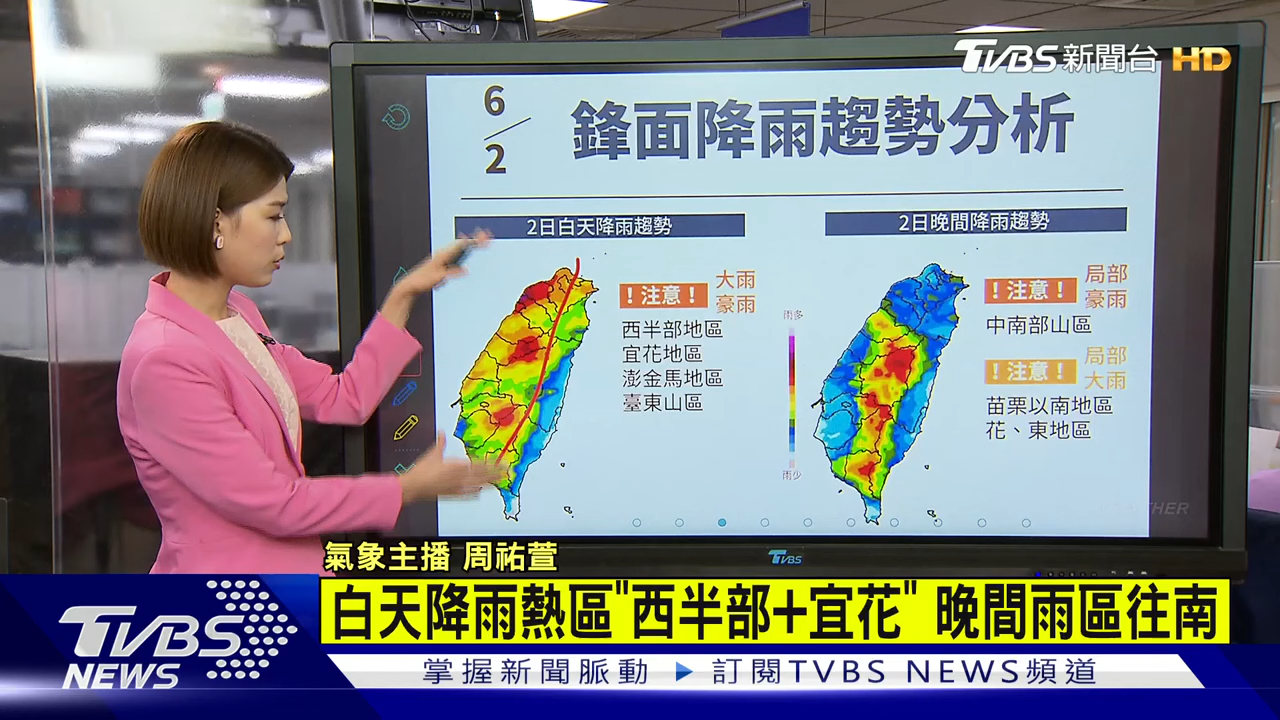 TVBS新聞台 HD
6/2
鋒面降雨趨勢分析
2日白天降雨趨勢
2日晚間降雨趨勢
！注意！
大雨
豪雨
西半部地區
宜花地區
澎金馬地區
臺東山區
雨多
雨少
！注意！
局部
豪雨
中南部山區
！注意！
局部
大雨
苗栗以南地區
花、東地區
TVBS
氣象主播 周祐萱
白天降雨熱區"西半部+宜花" 晚間雨區往南
TVBS
NEWS
掌握新聞脈動 ▶ 訂閱TVBS NEWS頻道